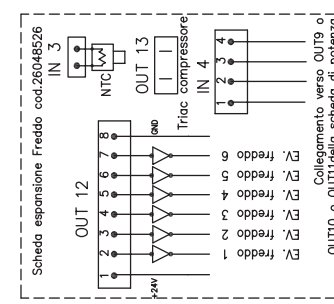 Scheda espansione Freddo cod.26048526
IN 3
NTC
OUT 13
Triac compressore
IN 4
4
3
2
1
Collegamento verso OUT9 o
OUT10 o OUT11della scheda di potenza
OUT 12
8
7
6
5
4
3
2
1
GND
+24V
EV. freddo 6
EV. freddo 5
EV. freddo 4
EV. freddo 3
EV. freddo 2
EV. freddo 1